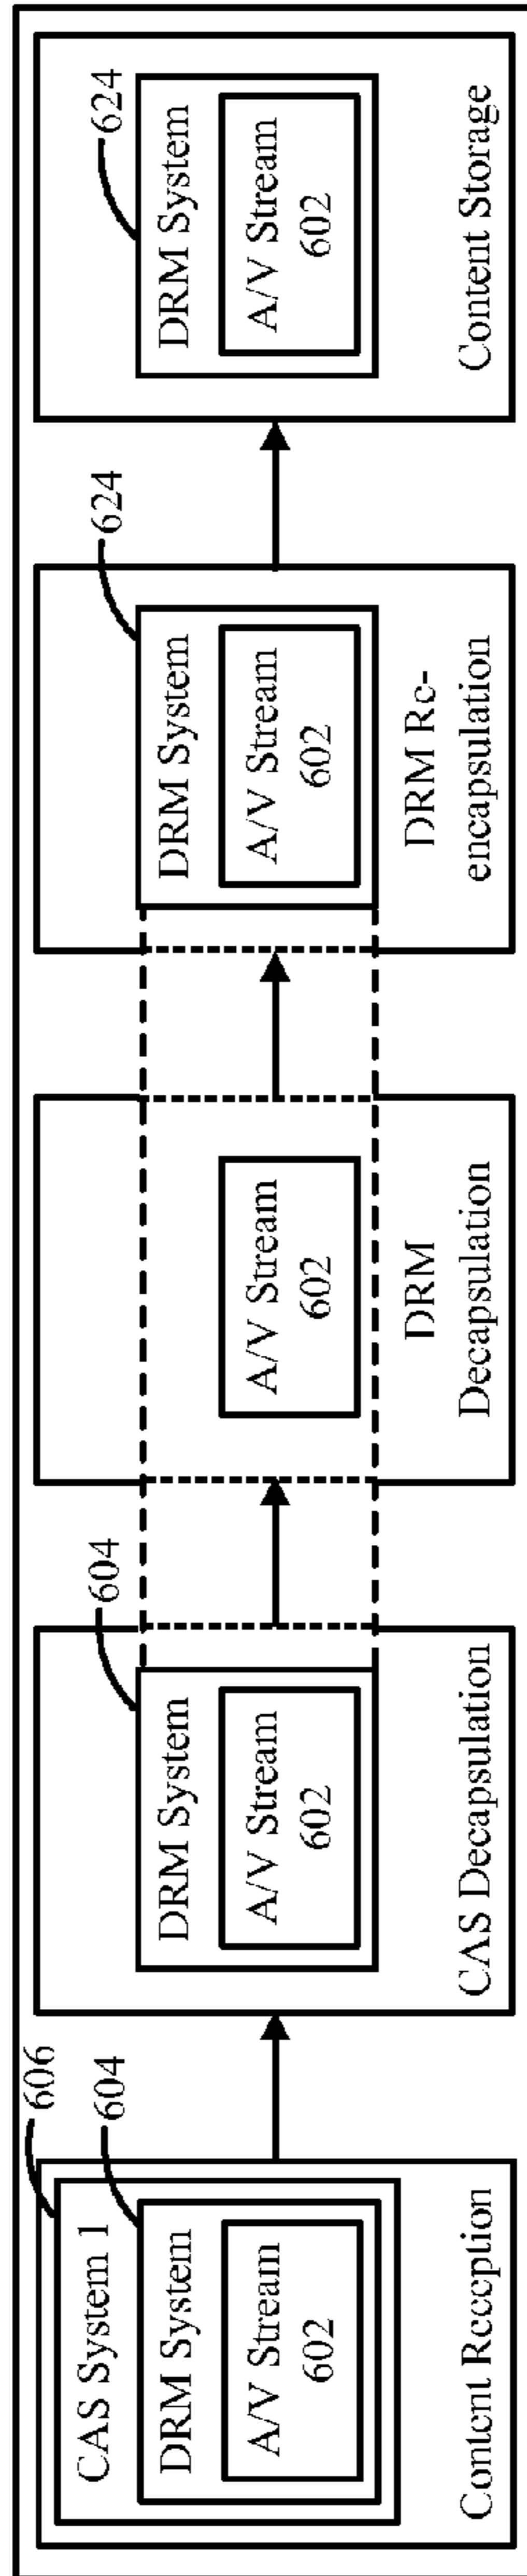 606
CAS System 1
604
DRM System
A/V Stream
602
Content Reception
604
DRM System
A/V Stream
602
CAS Decapsulation
A/V Stream
602
DRM
Decapsulation
624
DRM System
A/V Stream
602
DRM Re-
encapsulation
624
DRM System
A/V Stream
602
Content Storage